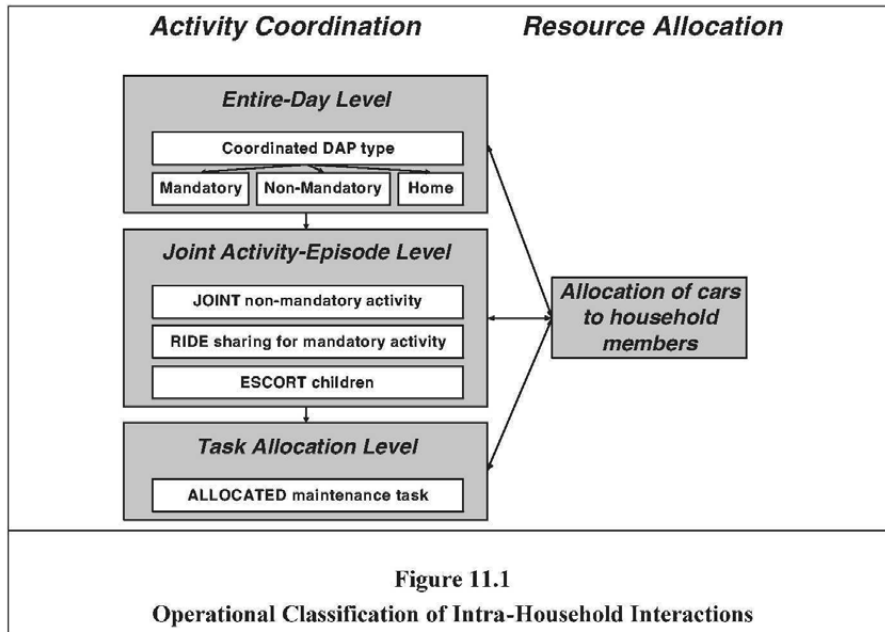 Activity Coordination
Resource Allocation
Entire-Day Level
Coordinated DAP type
Mandatory
Non-Mandatory
Home
Joint Activity-Episode Level
JOINT non-mandatory activity
RIDE sharing for mandatory activity
ESCORT children
Task Allocation Level
ALLOCATED maintenance task
Allocation of cars
to household
members
Figure 11.1
Operational Classification of Intra-Household Interactions